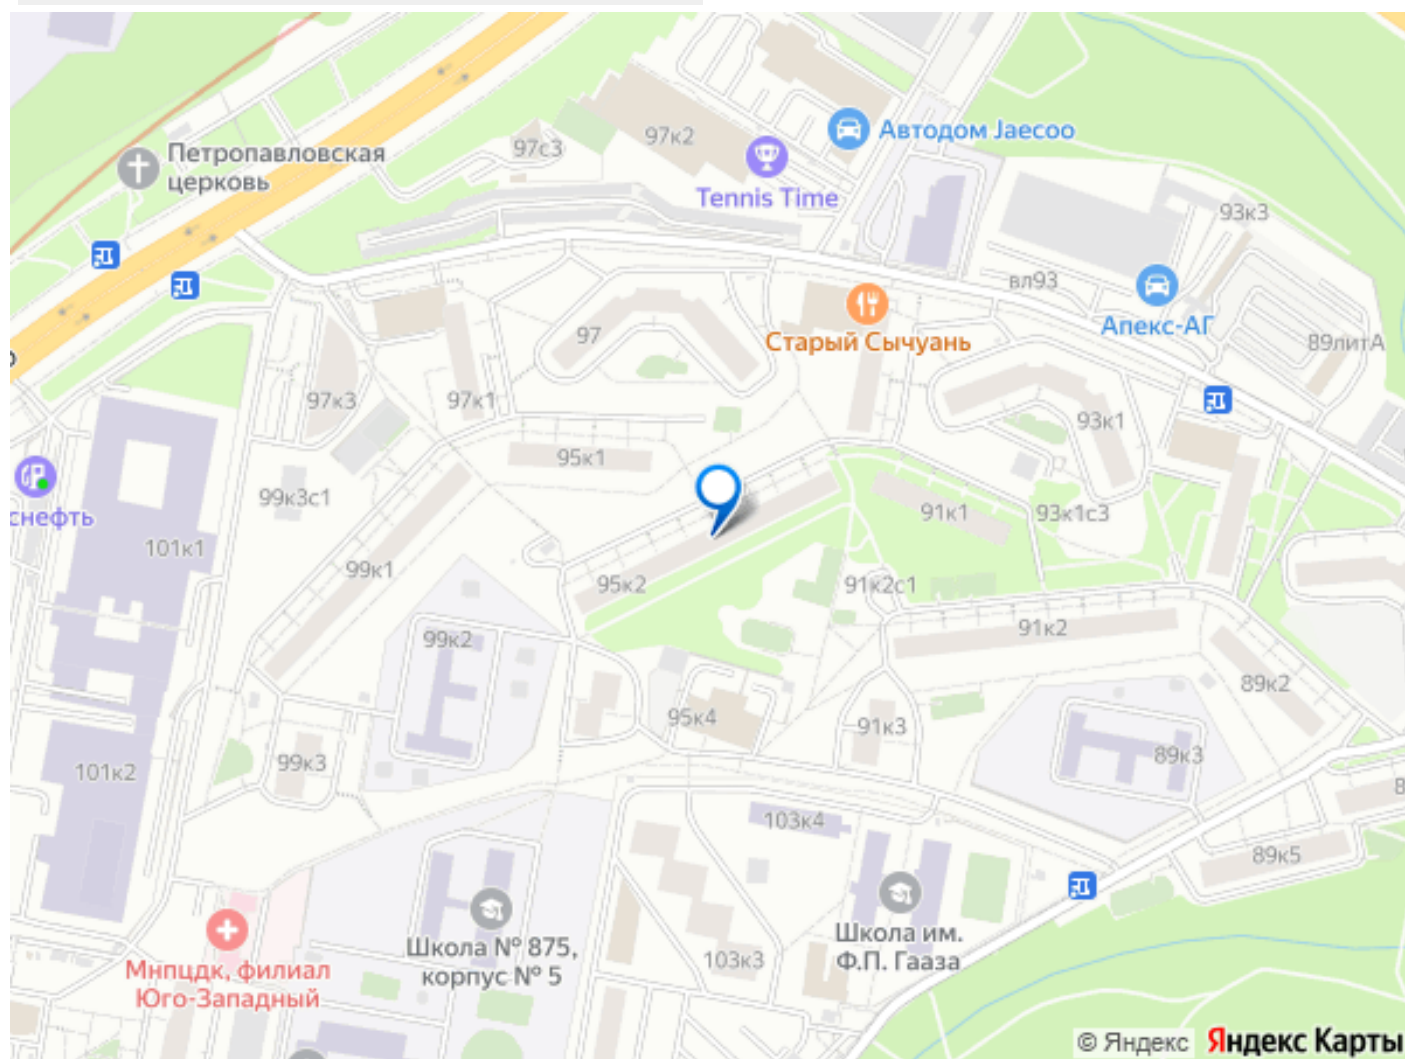 Петропавловская
церковь
97с3
97к2
Автодом Jaecoo
Tennis Time
93к3
вл93
Апекс-АГ
89литА
97
Старый Сычуань
97к3
97к1
93к1
95к1
99к3с1
снефть
91к1
93к1с3
101к1
99к1
95к2
91к2с1
99к2
91к2
89к2
95к4
91к3
99к3
89к3
101к2
103к4
89к5
Школа № 875,
корпус № 5
Школа им.
Ф.П. Гааза
103к3
Мнпцдк, филиал
Юго-Западный
© Яндекс Яндекс Карты